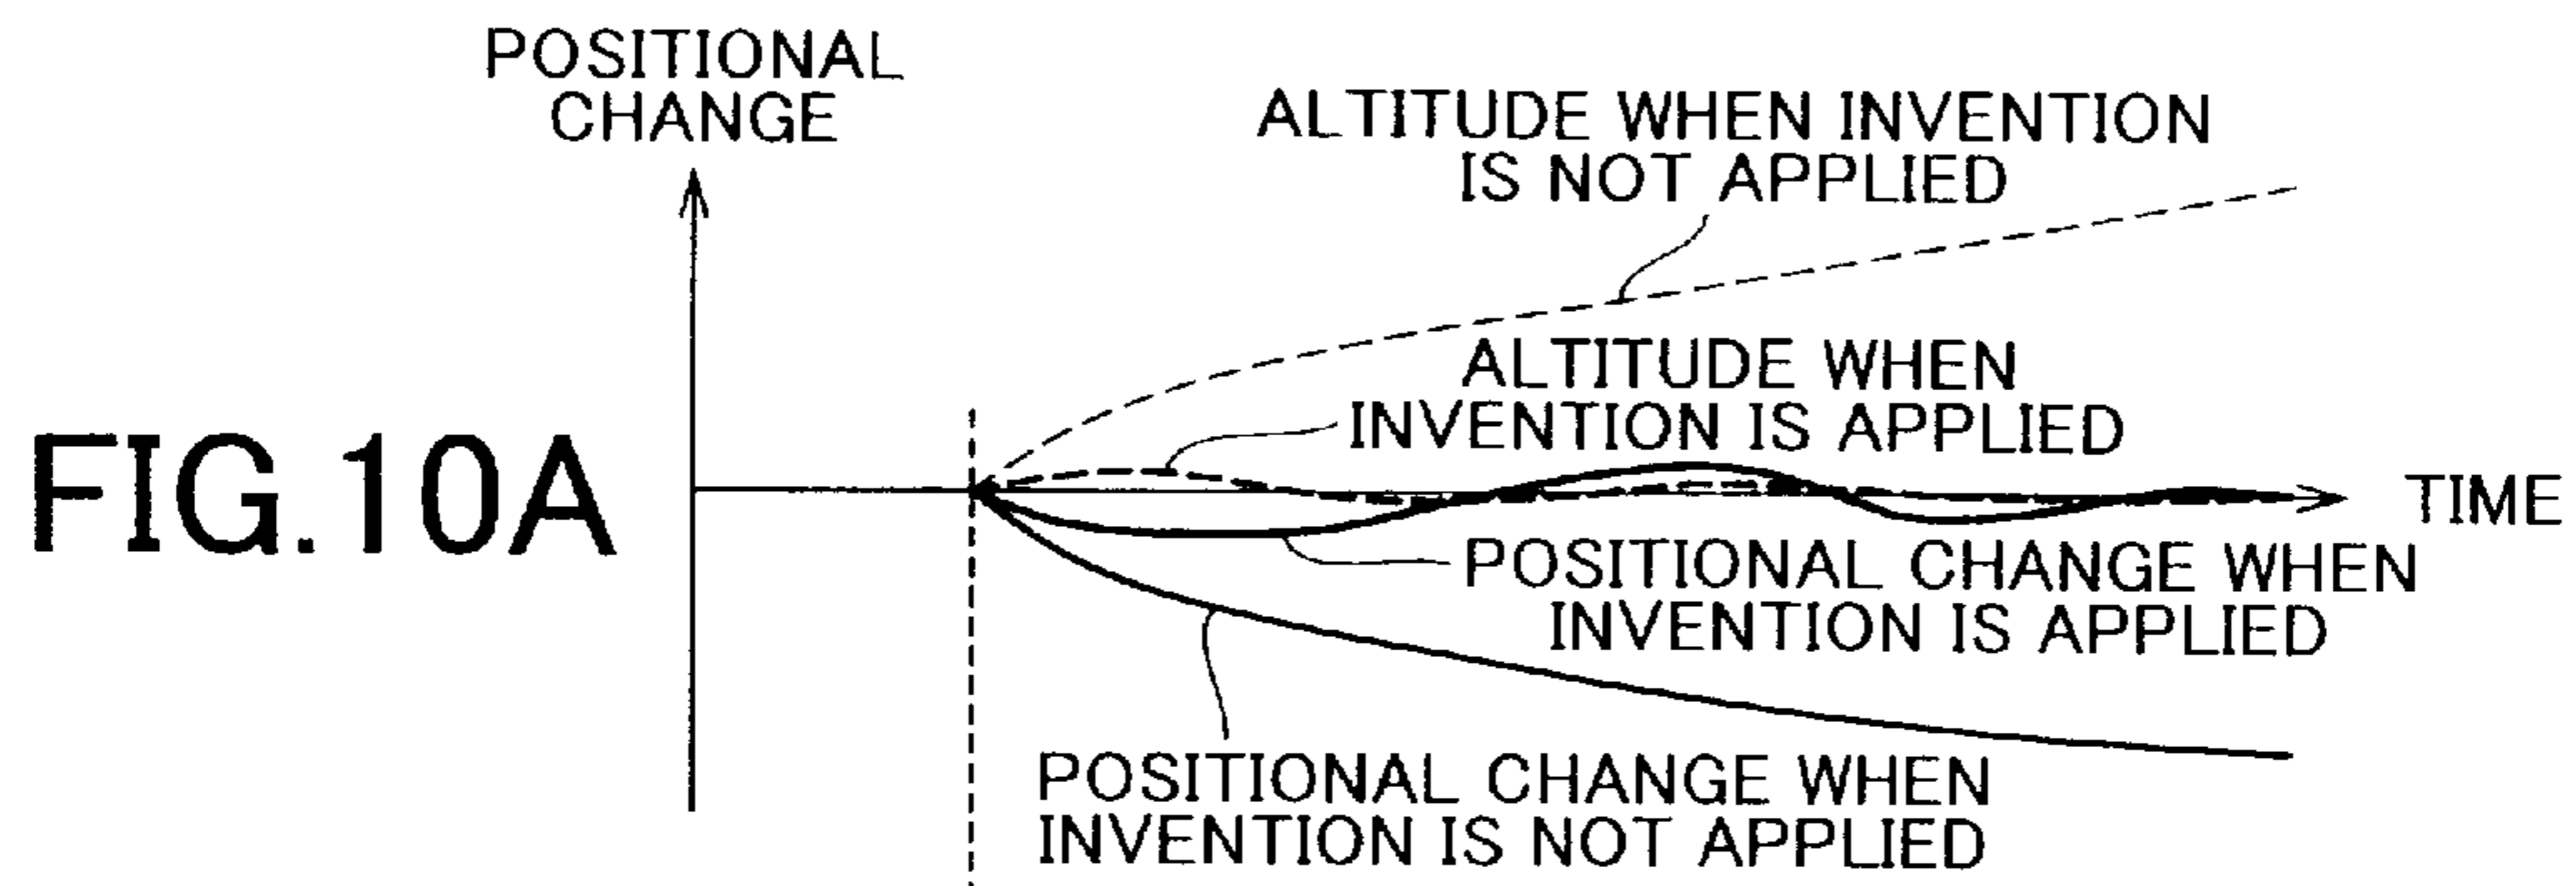 POSITIONAL
CHANGE
ALTITUDE WHEN INVENTION
IS NOT APPLIED
ALTITUDE WHEN
INVENTION IS APPLIED
FIG.10A
TIME
POSITIONAL CHANGE WHEN
INVENTION IS APPLIED
POSITIONAL CHANGE WHEN
INVENTION IS NOT APPLIED